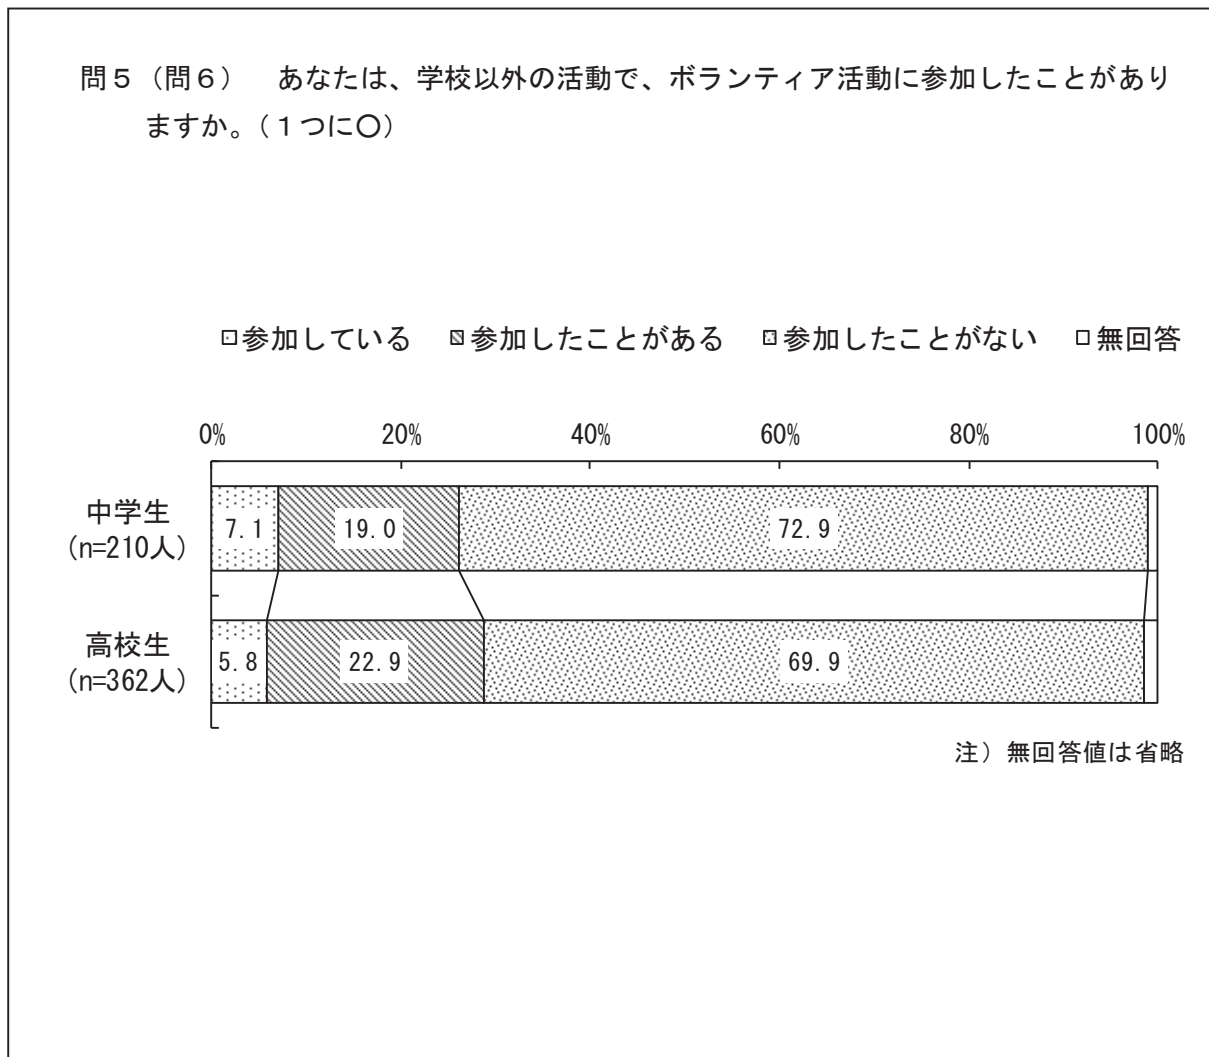 問５（問６）　あなたは、学校以外の活動で、ボランティア活動に参加したことがあり
ますか。（１つに〇）
参加している 参加したことがある 参加したことがない 無回答
0% 20% 40% 60% 80% 100%
中学生
(n=210人)
7.1 19.0 72.9
高校生
(n=362人)
5.8 22.9 69.9
注）無回答値は省略